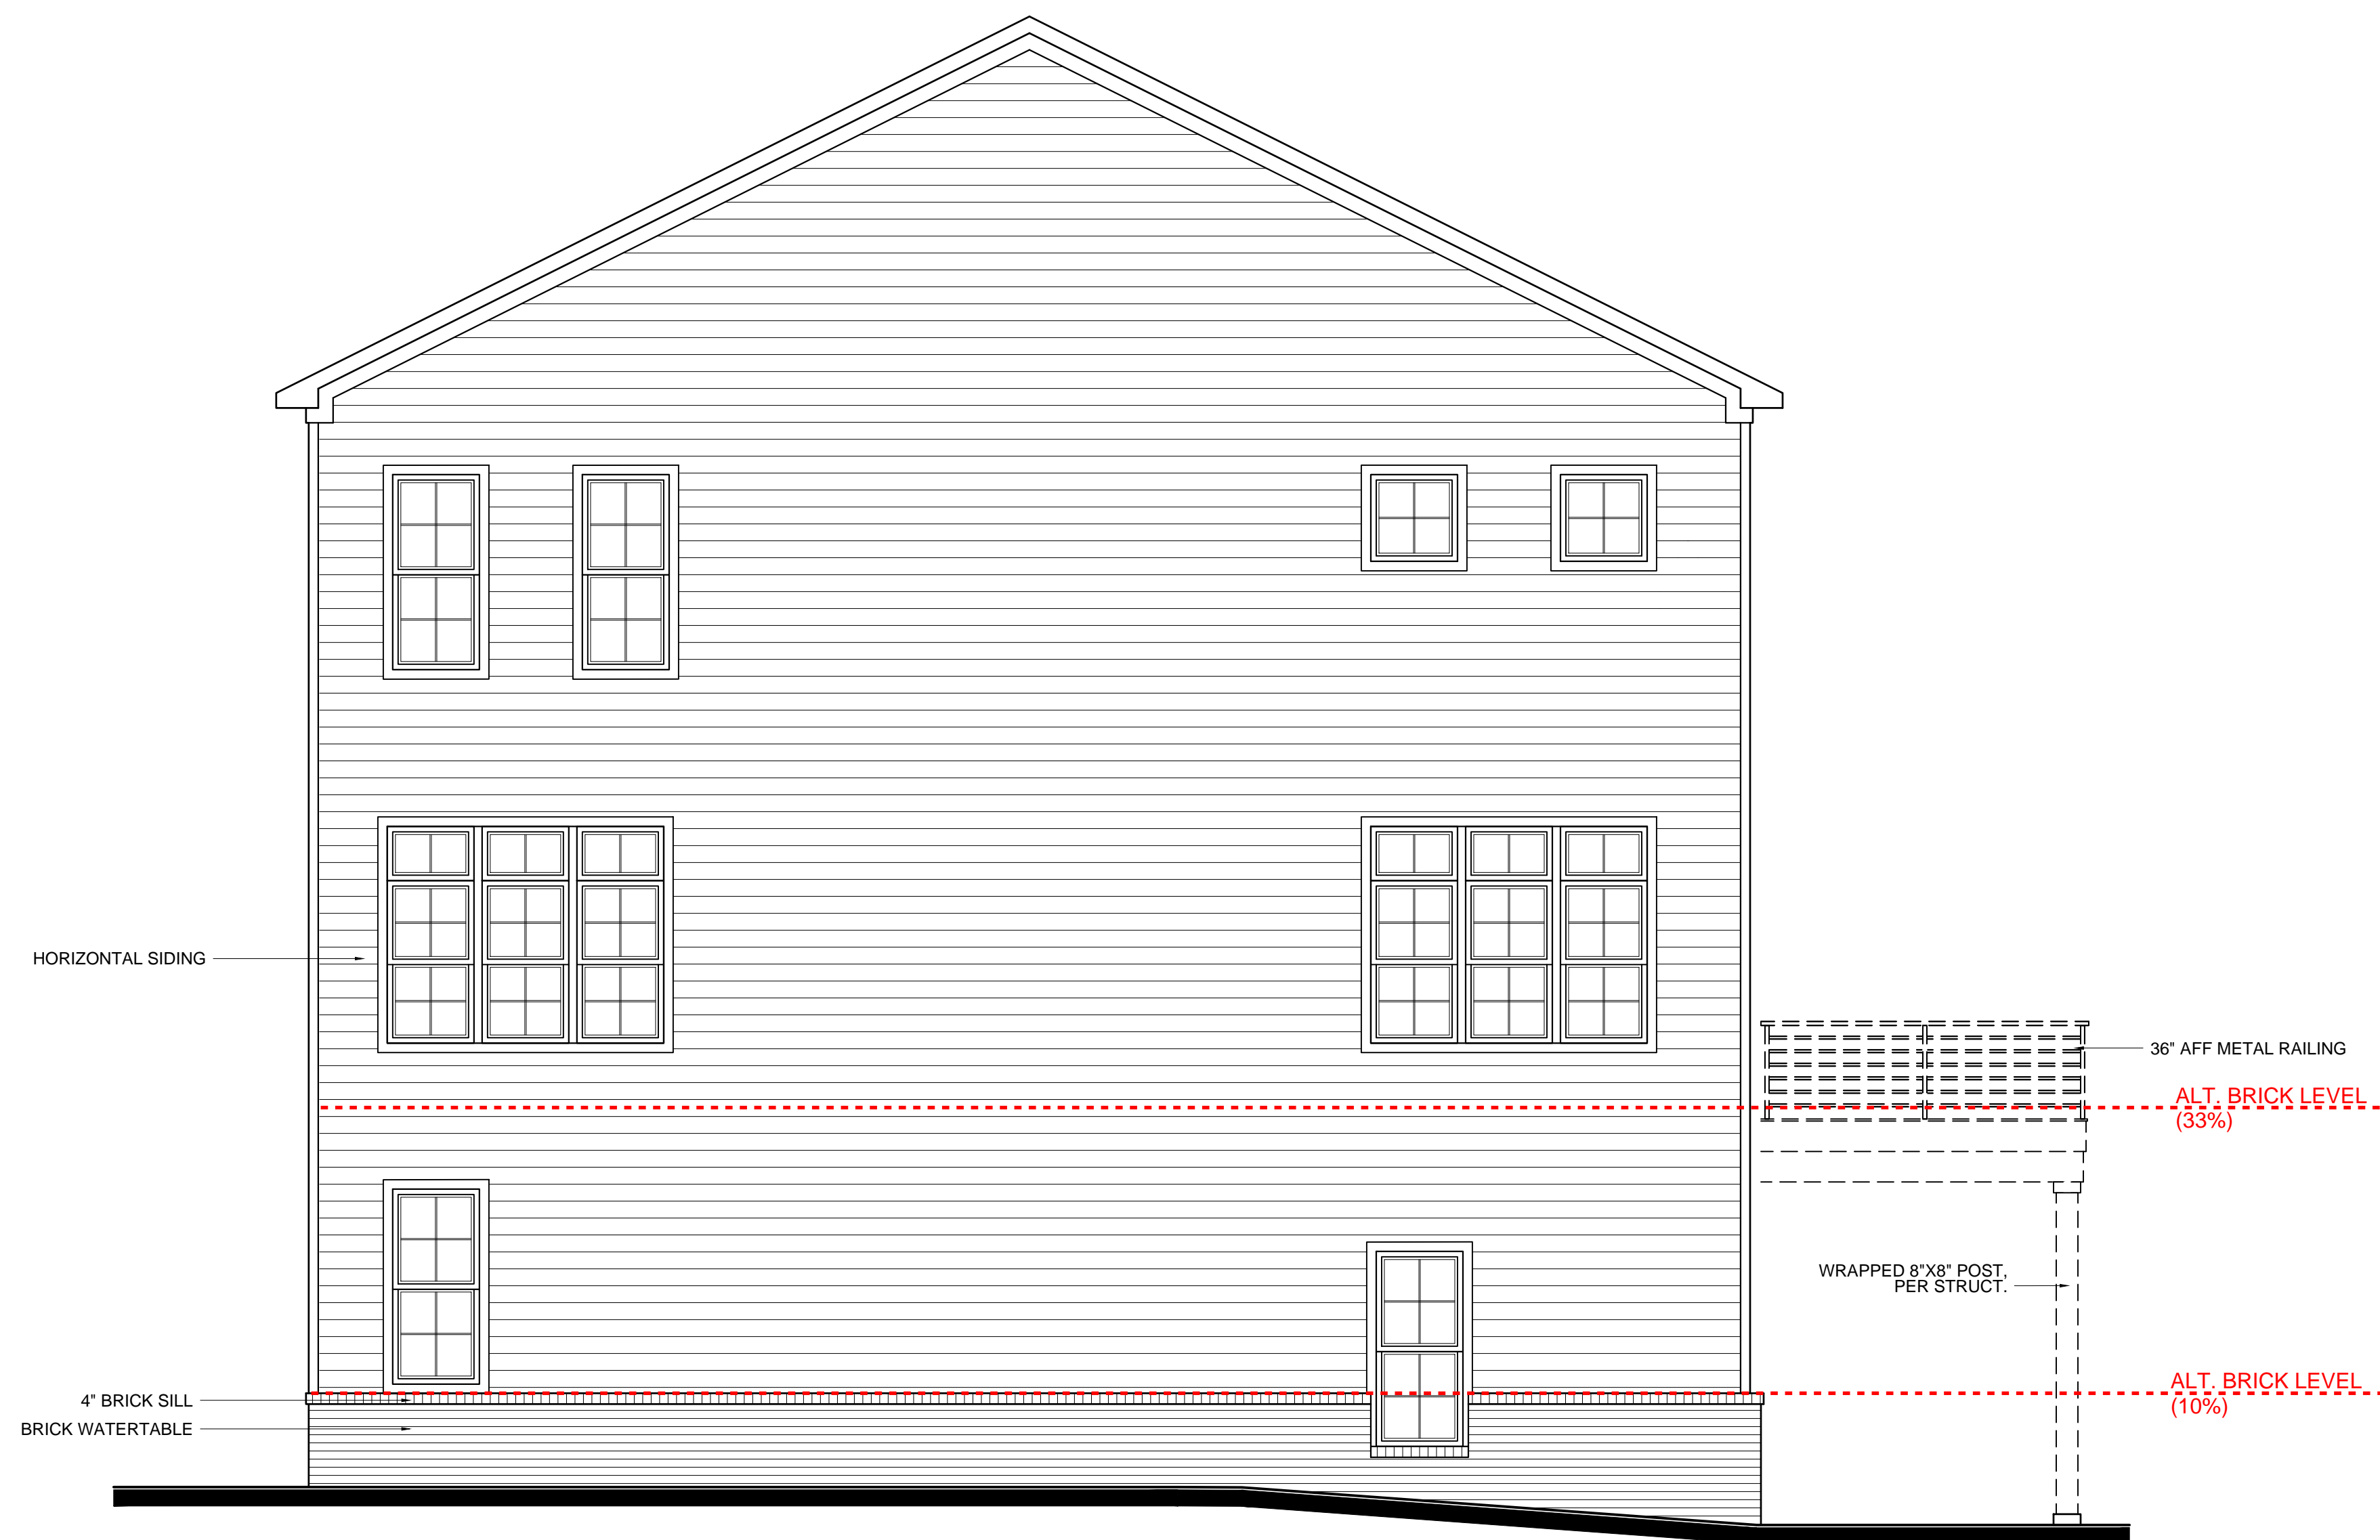 HORIZONTAL SIDING
36" AFF METAL RAILING
ALT. BRICK LEVEL
(33%)
WRAPPED 8"X8" POST,
PER STRUCT.
ALT. BRICK LEVEL
(10%)
4" BRICK SILL
BRICK WATERTABLE